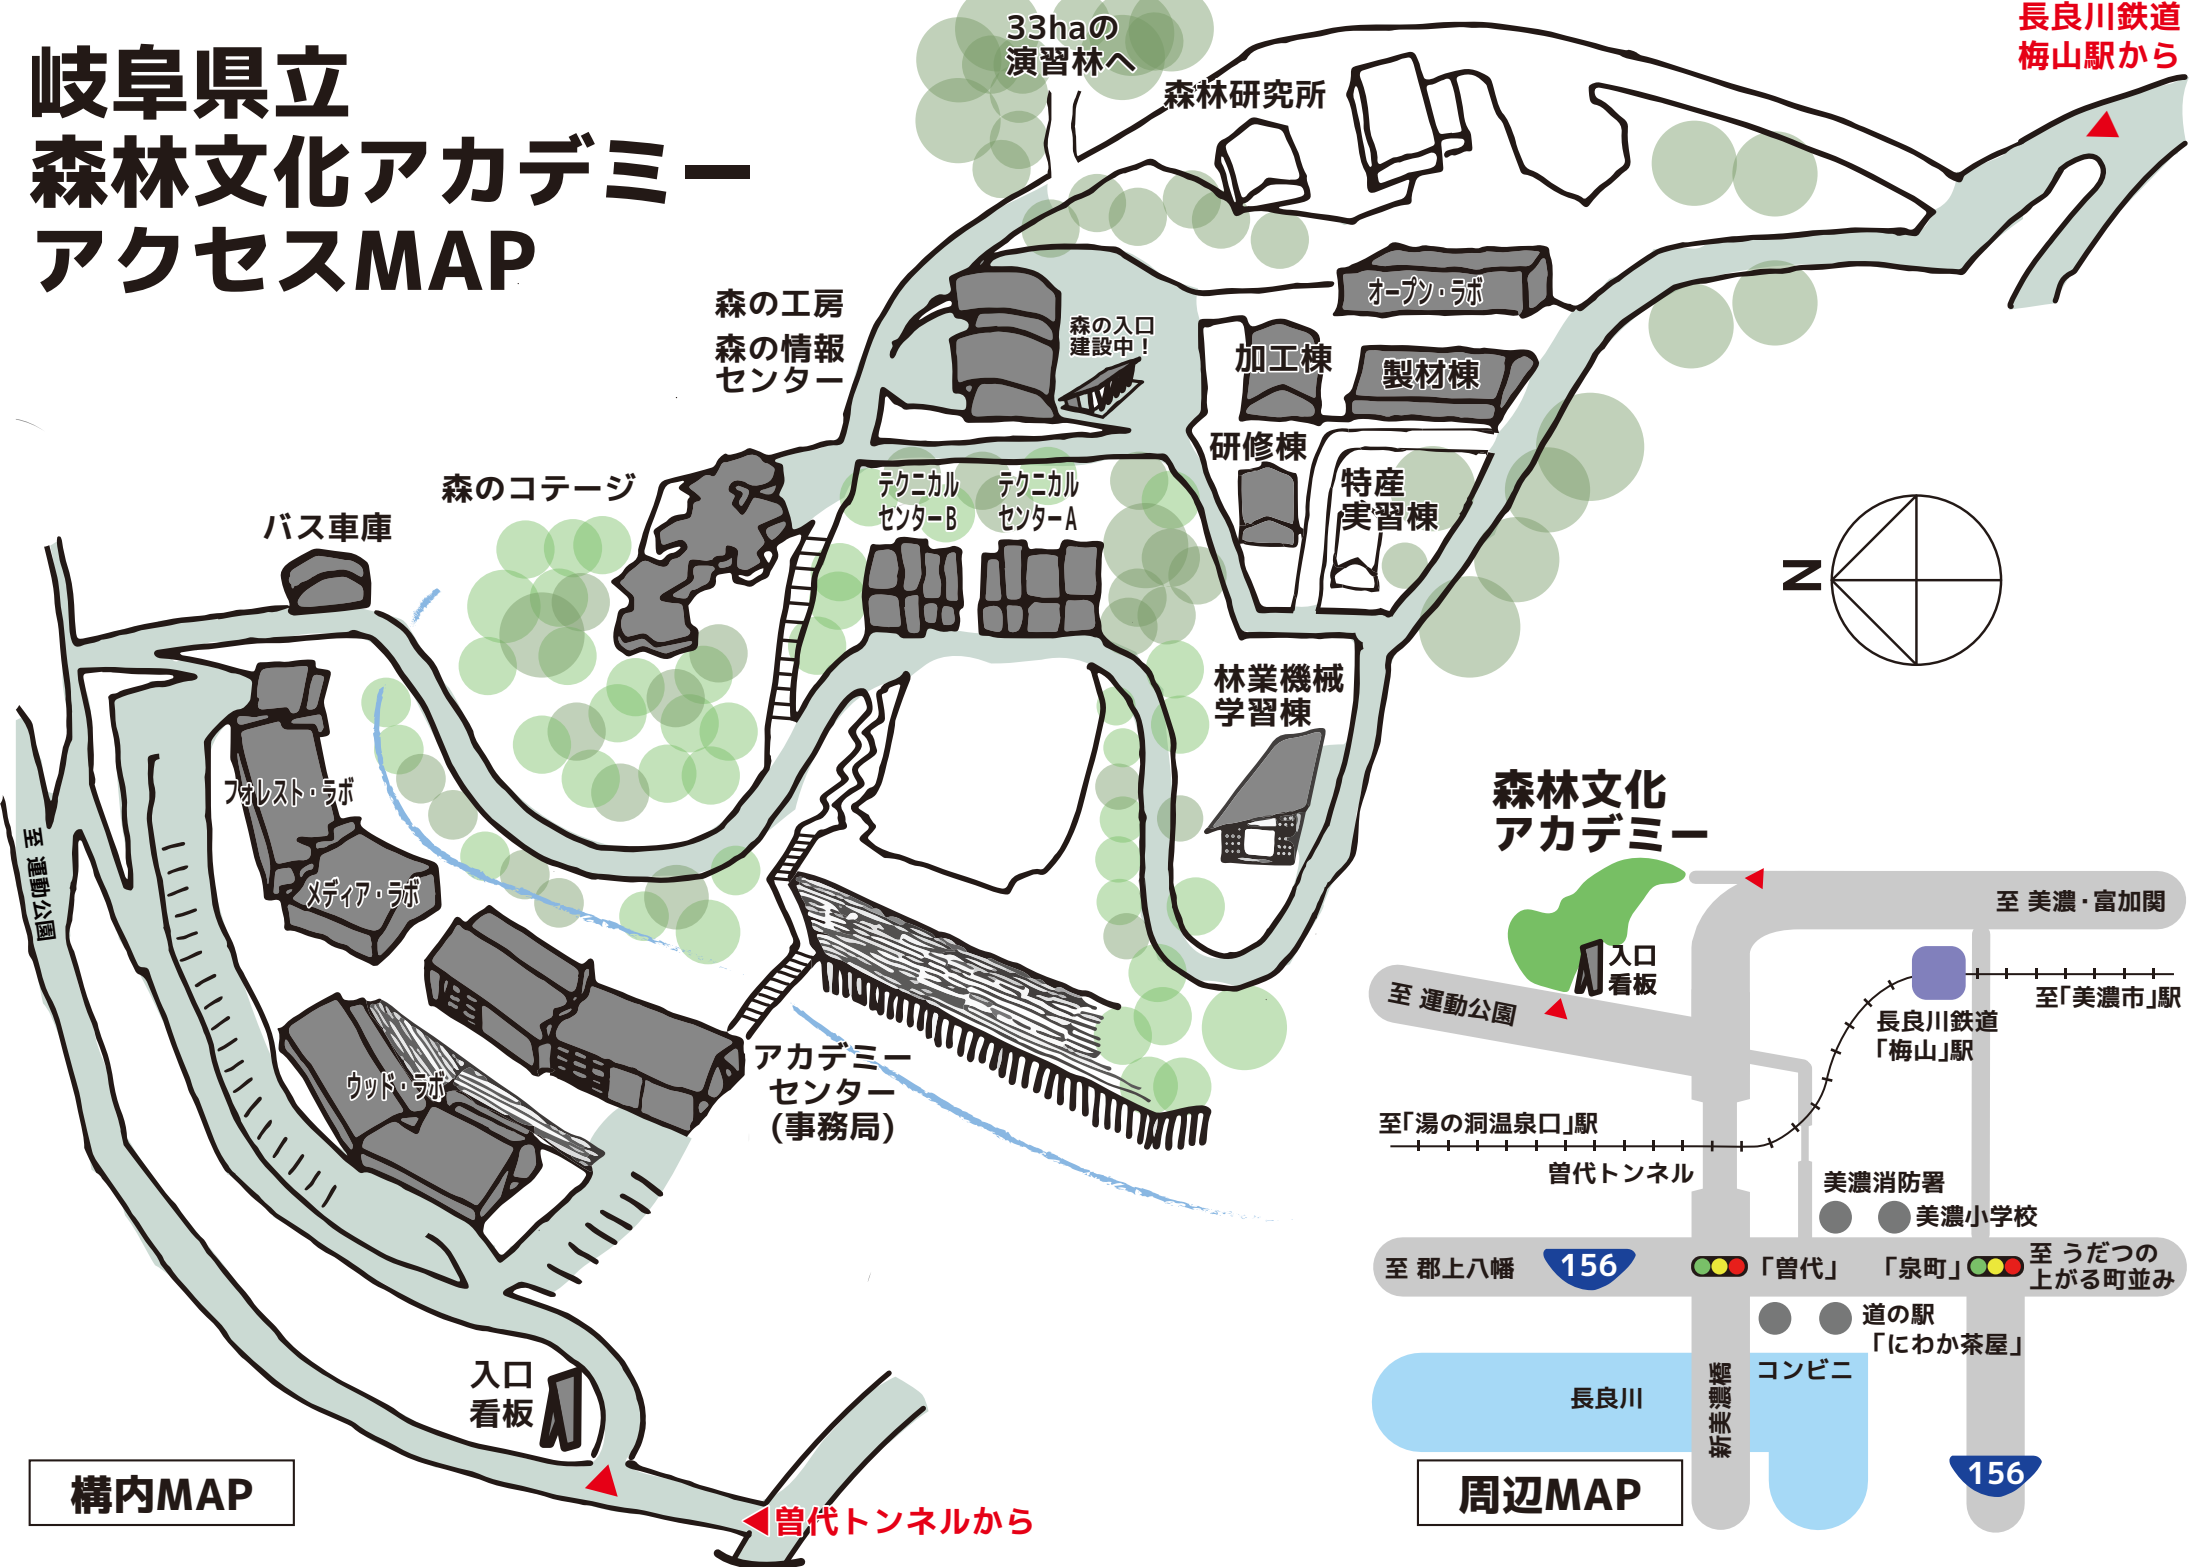 岐阜県立
森林文化アカデミー
アクセスMAP
33haの
演習林へ
森林研究所
長良川鉄道
梅山駅から
森の工房
森の情報
センター
森の入口
建設中！
オープン・ラボ
加工棟
製材棟
研修棟
特産
実習棟
森のコテージ
テクニカル
センターB
テクニカル
センターA
バス車庫
N
林業機械
学習棟
フォレスト・ラボ
至 運動公園
メディア・ラボ
ウッド・ラボ
アカデミー
センター
(事務局)
入口
看板
構内MAP
曽代トンネルから
森林文化
アカデミー
至 美濃・富加関
入口
看板
至 運動公園
至「美濃市」駅
長良川鉄道
「梅山」駅
至「湯の洞温泉口」駅
曽代トンネル
美濃消防署
美濃小学校
至 郡上八幡
156
「曽代」
「泉町」
至 うだつの
上がる町並み
道の駅
「にわか茶屋」
コンビニ
長良川
新美濃橋
156
周辺MAP